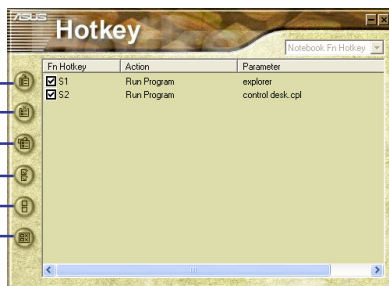 ASUS
Hotkey
Notebook Fn Hotkey
Fn Hotkey Action Parameter
S1 Run Program explorer
S2 Run Program control desk.cpl